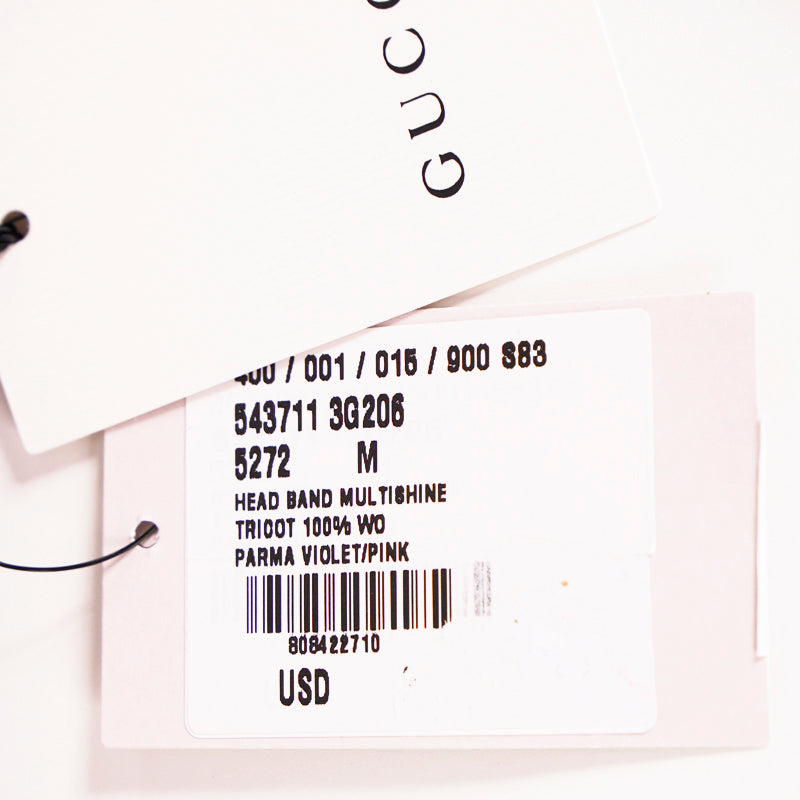 GUCC
400 / 001 / 015 / 900 S83
543711 3G206
5272 M
HEAD BAND MULTISHINE
TRICOT 100% WO
PARMA VIOLET/PINK
808422710
USD